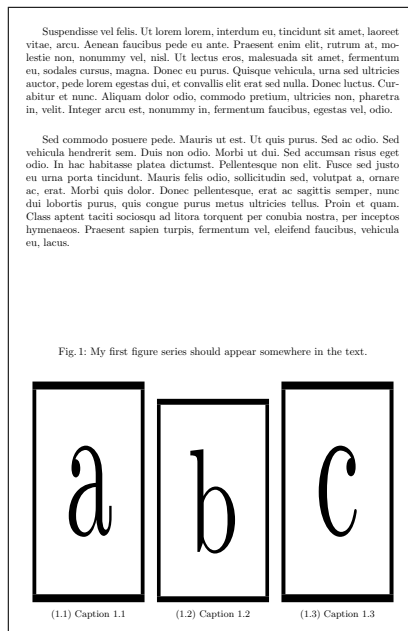 Suspendisse vel felis. Ut lorem lorem, interdum eu, tincidunt sit amet, laoreet
vitae, arcu. Aenean faucibus pede eu ante. Praesent enim elit, rutrum at, mo-
lestie non, nonummy vel, nisl. Ut lectus eros, malesuada sit amet, fermentum
eu, sodales cursus, magna. Donec eu purus. Quisque vehicula, urna sed ultricies
auctor, pede lorem egestas dui, et convallis elit erat sed nulla. Donec luctus. Cur-
abitur et nunc. Aliquam dolor odio, commodo pretium, ultricies non, pharetra
in, velit. Integer arcu est, nonummy in, fermentum faucibus, egestas vel, odio.
Sed commodo posuere pede. Mauris ut est. Ut quis purus. Sed ac odio. Sed
vehicula hendrerit sem. Duis non odio. Morbi ut dui. Sed accumsan risus eget
odio. In hac habitasse platea dictumst. Pellentesque non elit. Fusce sed justo
eu urna porta tincidunt. Mauris felis odio, sollicitudin sed, volutpat a, ornare
ac, erat. Morbi quis dolor. Donec pellentesque, erat ac sagittis semper, nunc
dui lobortis purus, quis congue purus metus ultricies tellus. Proin et quam.
Class aptent taciti sociosqu ad litora torquent per conubia nostra, per inceptos
hymenaeos. Praesent sapien turpis, fermentum vel, eleifend faucibus, vehicula
eu, lacus.
Fig. 1: My first figure series should appear somewhere in the text.
a b c
(1.1) Caption 1.1 (1.2) Caption 1.2 (1.3) Caption 1.3